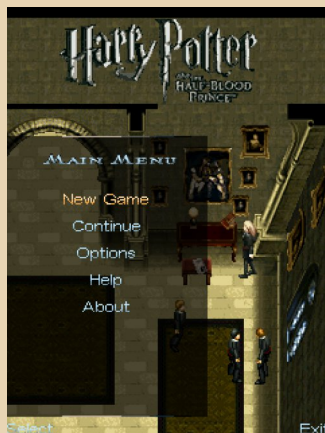 Harry Potter
AND THE
HALF-BLOOD
PRINCE
MAIN MENU
New Game
Continue
Options
Help
About
Select
Exit